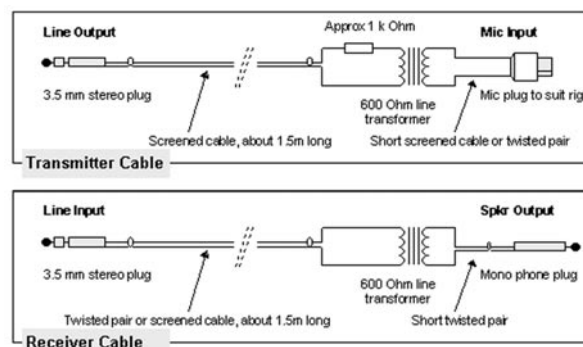 Approx 1 k Ohm
Line Output
Mic Input
3.5 mm stereo plug
600 Ohm line
transformer
Mic plug to suit rig
Screened cable, about 1.5m long
Short screened cable or twisted pair
Transmitter Cable
Line Input
Spkr Output
3.5 mm stereo plug
600 Ohm line
transformer
Mono phone plug
Twisted pair or screened cable, about 1.5m long
Short twisted pair
Receiver Cable